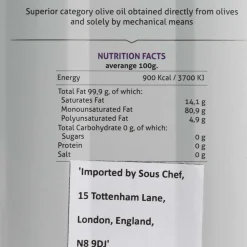 Superior category olive oil obtained directly from olives
and solely by mechanical means
NUTRITION FACTS
averange 100g.
Energy 900 Kcal / 3700 KJ
Total Fat 99,9 g, of which:
Saturates Fat 14,1 g
Monounsaturated Fat 80,9 g
Polyunsaturated Fat 4,9 g
Total Carbohydrate 0 g, of which:
Sugars 0 g
Protein 0 g
Salt 0 g
'Imported by Sous Chef,
15 Tottenham Lane,
London, England,
N8 9DJ'